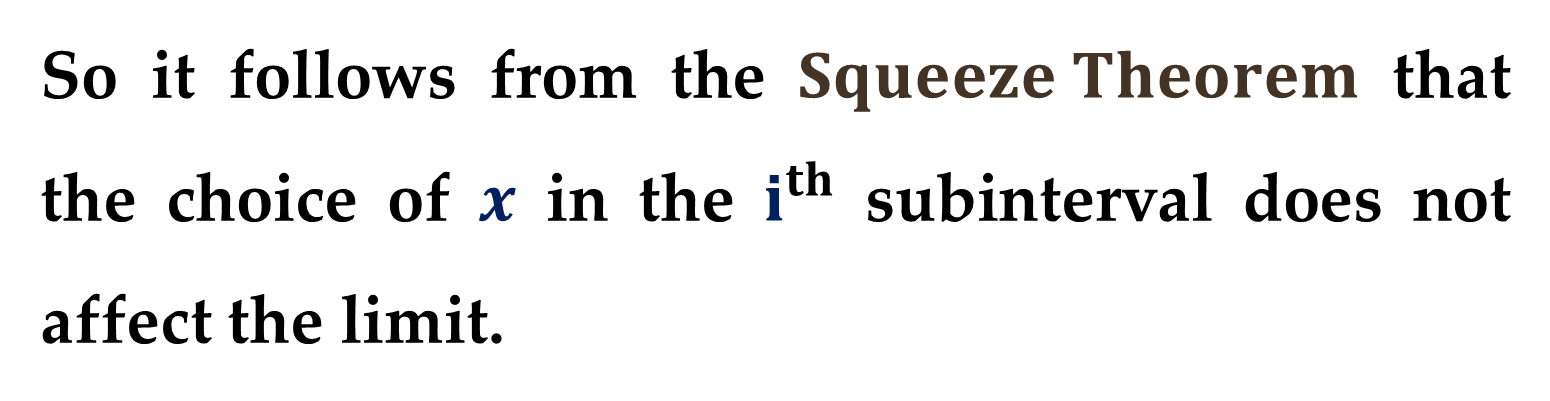 So it follows from the Squeeze Theorem that
the choice of x in the iᵗʰ subinterval does not
affect the limit.